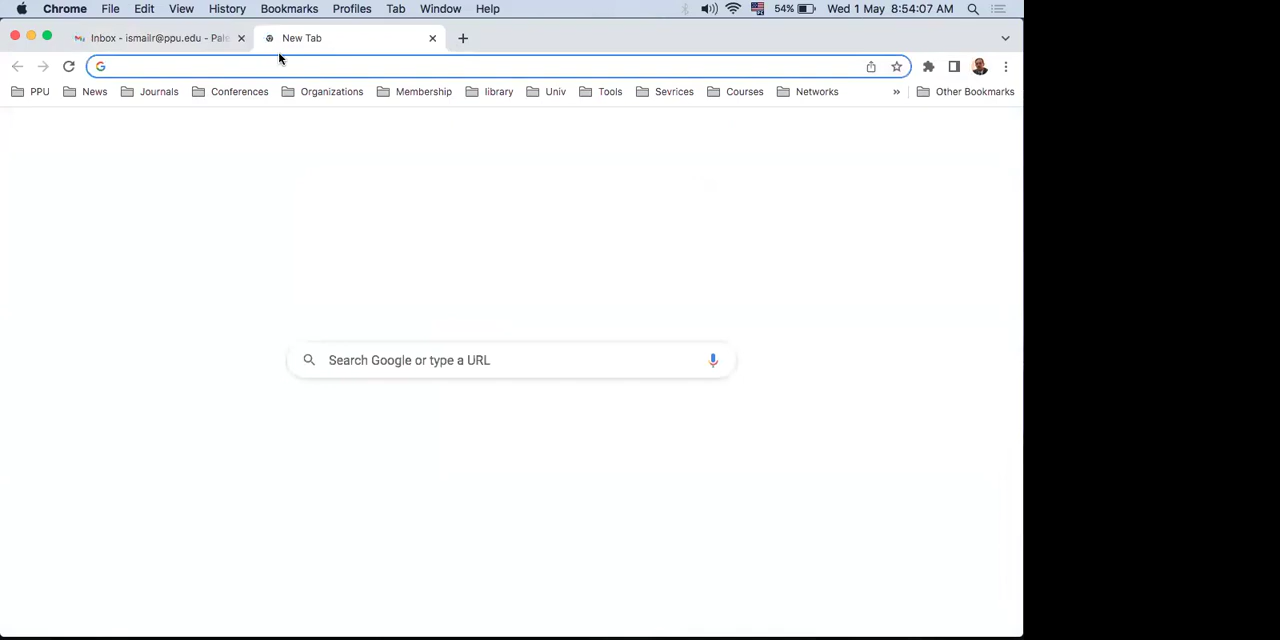 Chrome File Edit View History Bookmarks Profiles Tab Window Help 54% Wed 1 May 8:54:07 AM
Inbox - ismailr@ppu.edu - Pale New Tab
PPU News Journals Conferences Organizations Membership library Univ Tools Sevrices Courses Networks » Other Bookmarks
Search Google or type a URL